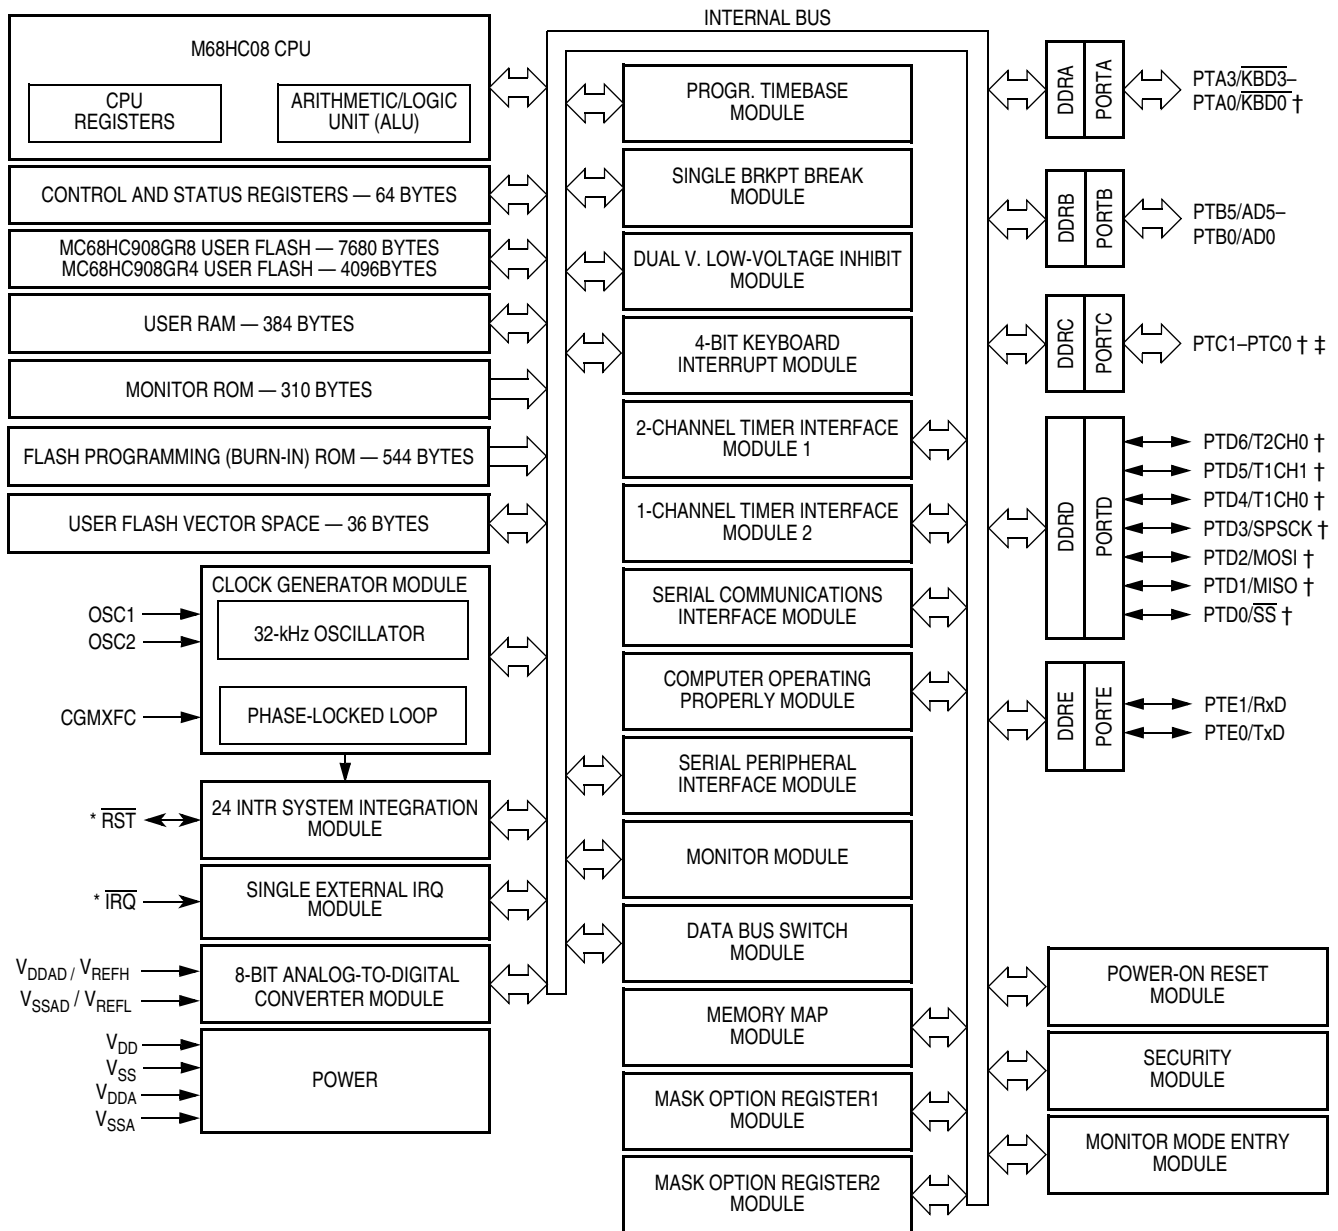 INTERNAL BUS
M68HC08 CPU
CPU
REGISTERS
ARITHMETIC/LOGIC
UNIT (ALU)
CONTROL AND STATUS REGISTERS — 64 BYTES
MC68HC908GR8 USER FLASH — 7680 BYTES
MC68HC908GR4 USER FLASH — 4096BYTES
USER RAM — 384 BYTES
MONITOR ROM — 310 BYTES
FLASH PROGRAMMING (BURN-IN) ROM — 544 BYTES
USER FLASH VECTOR SPACE — 36 BYTES
CLOCK GENERATOR MODULE
32-kHz OSCILLATOR
PHASE-LOCKED LOOP
OSC1
OSC2
CGMXFC
24 INTR SYSTEM INTEGRATION
MODULE
* RST
SINGLE EXTERNAL IRQ
MODULE
* IRQ
8-BIT ANALOG-TO-DIGITAL
CONVERTER MODULE
VDDAD / VREFH
VSSAD / VREFL
POWER
VDD
VSS
VDDA
VSSA
PROGR. TIMEBASE
MODULE
SINGLE BRKPT BREAK
MODULE
DUAL V. LOW-VOLTAGE INHIBIT
MODULE
4-BIT KEYBOARD
INTERRUPT MODULE
2-CHANNEL TIMER INTERFACE
MODULE 1
1-CHANNEL TIMER INTERFACE
MODULE 2
SERIAL COMMUNICATIONS
INTERFACE MODULE
COMPUTER OPERATING
PROPERLY MODULE
SERIAL PERIPHERAL
INTERFACE MODULE
MONITOR MODULE
DATA BUS SWITCH
MODULE
MEMORY MAP
MODULE
MASK OPTION REGISTER1
MODULE
MASK OPTION REGISTER2
MODULE
DDRA
PORTA
PTA3/KBD3–
PTA0/KBD0 †
DDRB
PORTB
PTB5/AD5–
PTB0/AD0
DDRC
PORTC
PTC1–PTC0 † ‡
DDRD
PORTD
PTD6/T2CH0 †
PTD5/T1CH1 †
PTD4/T1CH0 †
PTD3/SPSCK †
PTD2/MOSI †
PTD1/MISO †
PTD0/SS †
DDRE
PORTE
PTE1/RxD
PTE0/TxD
POWER-ON RESET
MODULE
SECURITY
MODULE
MONITOR MODE ENTRY
MODULE